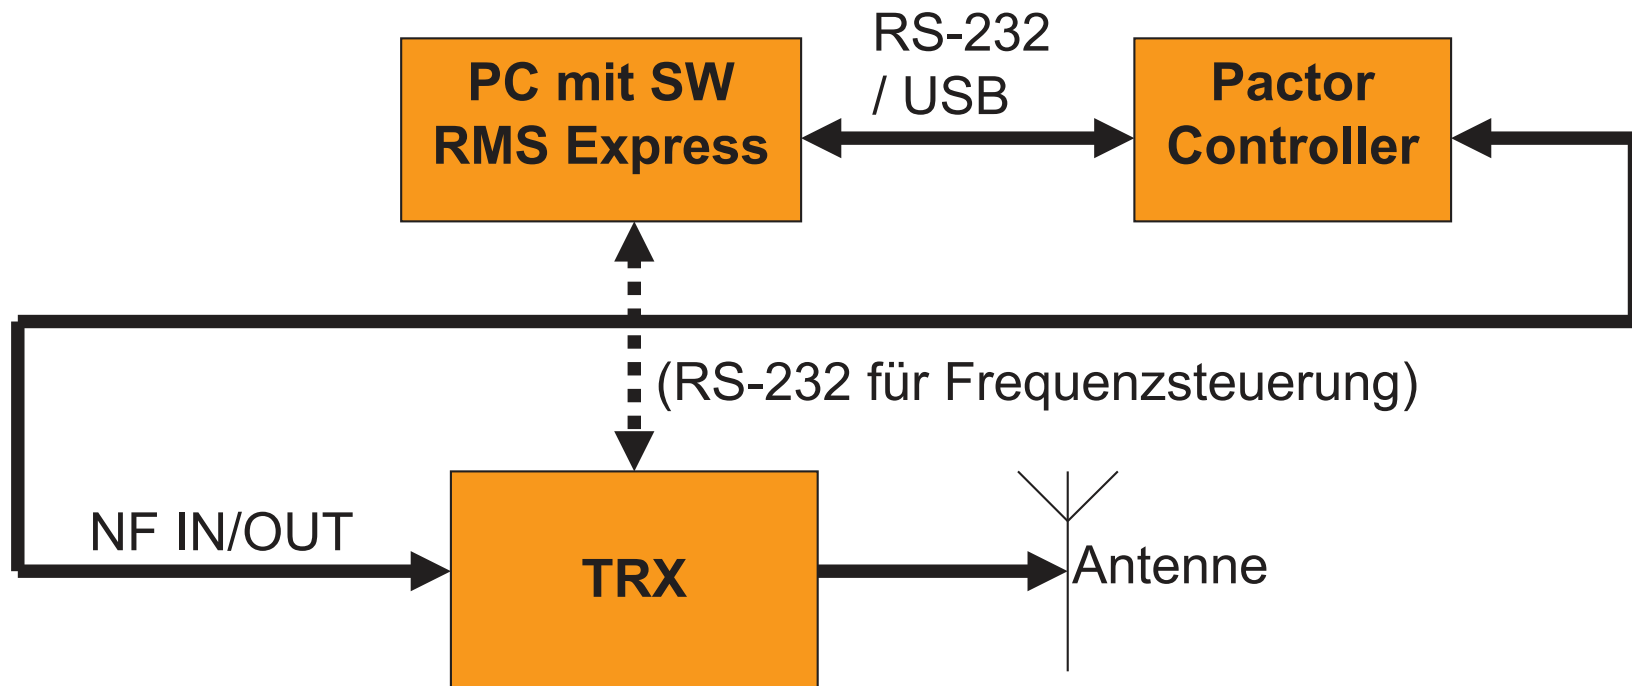 PC mit SW
RMS Express
RS-232
/ USB
Pactor
Controller
(RS-232 für Frequenzsteuerung)
NF IN/OUT
TRX
Antenne